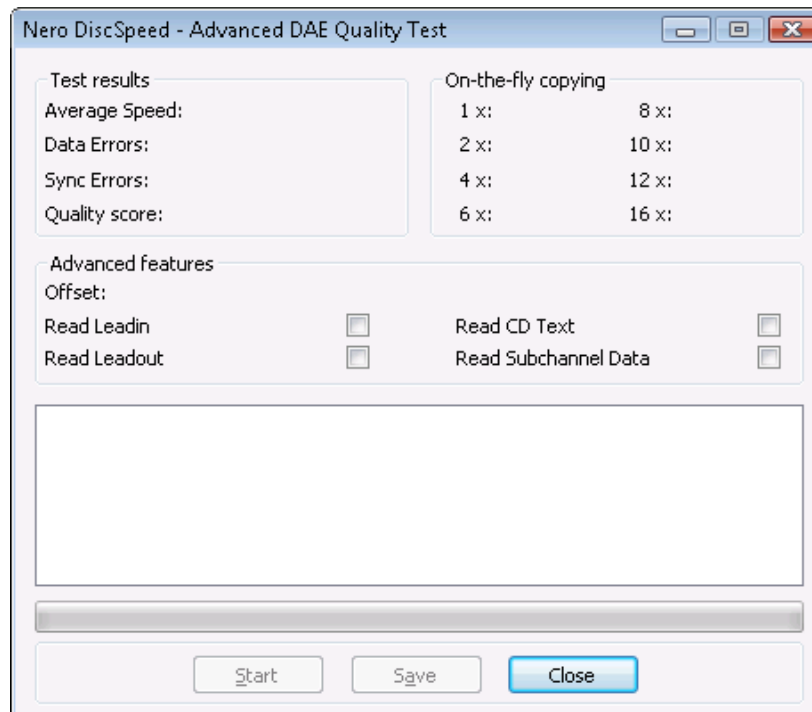 Nero DiscSpeed - Advanced DAE Quality Test
Test results
Average Speed:
Data Errors:
Sync Errors:
Quality score:
On-the-fly copying
1 x: 8 x:
2 x: 10 x:
4 x: 12 x:
6 x: 16 x:
Advanced features
Offset:
Read Leadin Read CD Text
Read Leadout Read Subchannel Data
Start Save Close